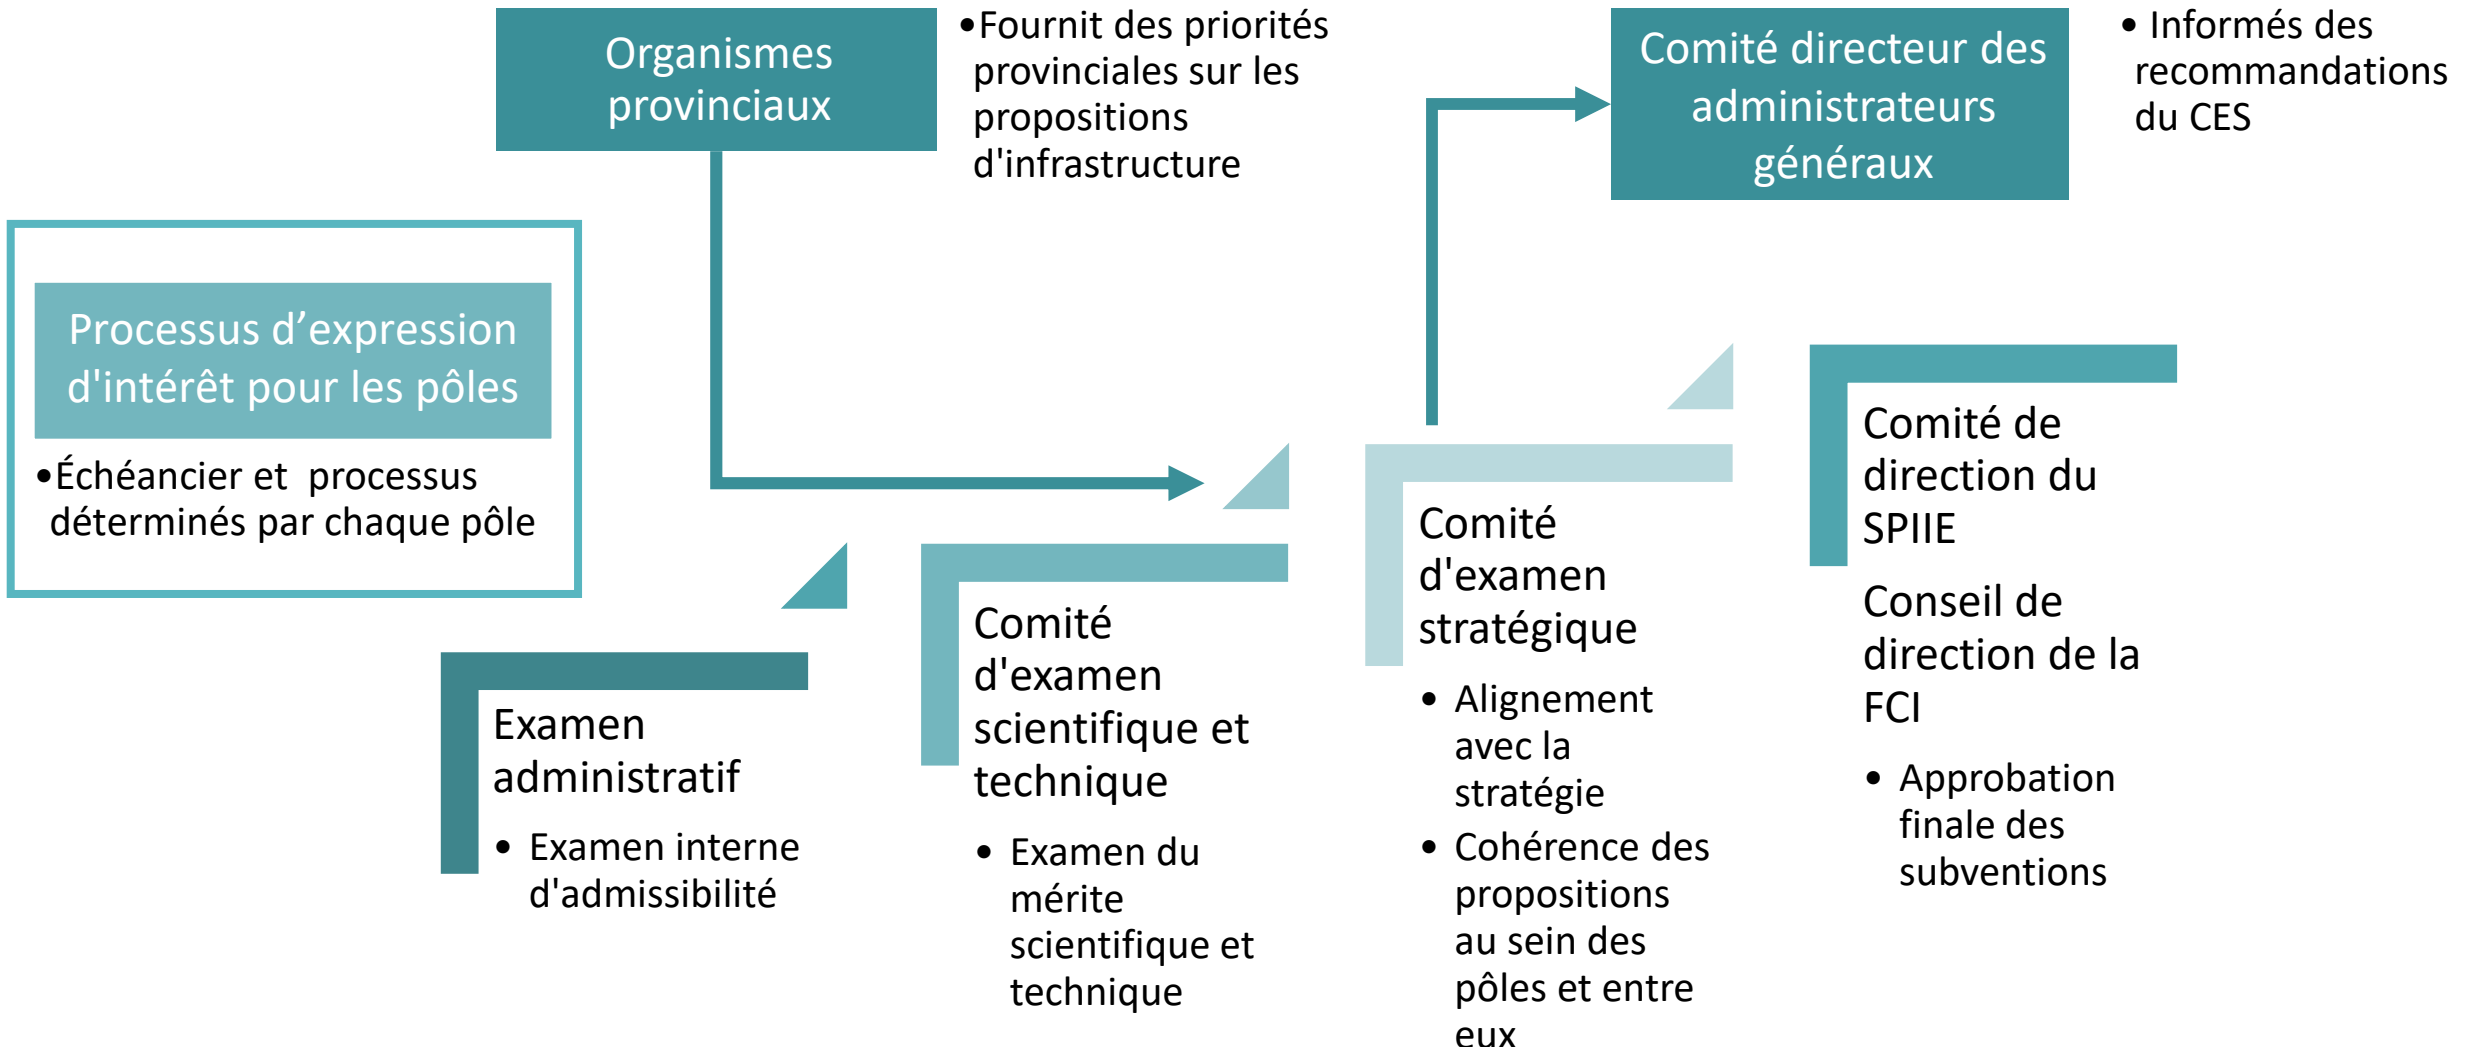 Organismes
provinciaux
•Fournit des priorités
provinciales sur les
propositions
d'infrastructure
Comité directeur des
administrateurs
généraux
• Informés des
recommandations
du CES
Processus d’expression
d'intérêt pour les pôles
•Échéancier et  processus
déterminés par chaque pôle
Examen
administratif
• Examen interne
d'admissibilité
Comité
d'examen
scientifique et
technique
• Examen du
mérite
scientifique et
technique
Comité
d'examen
stratégique
• Alignement
avec la
stratégie
• Cohérence des
propositions
au sein des
pôles et entre
eux
Comité de
direction du
SPIIE
Conseil de
direction de la
FCI
• Approbation
finale des
subventions